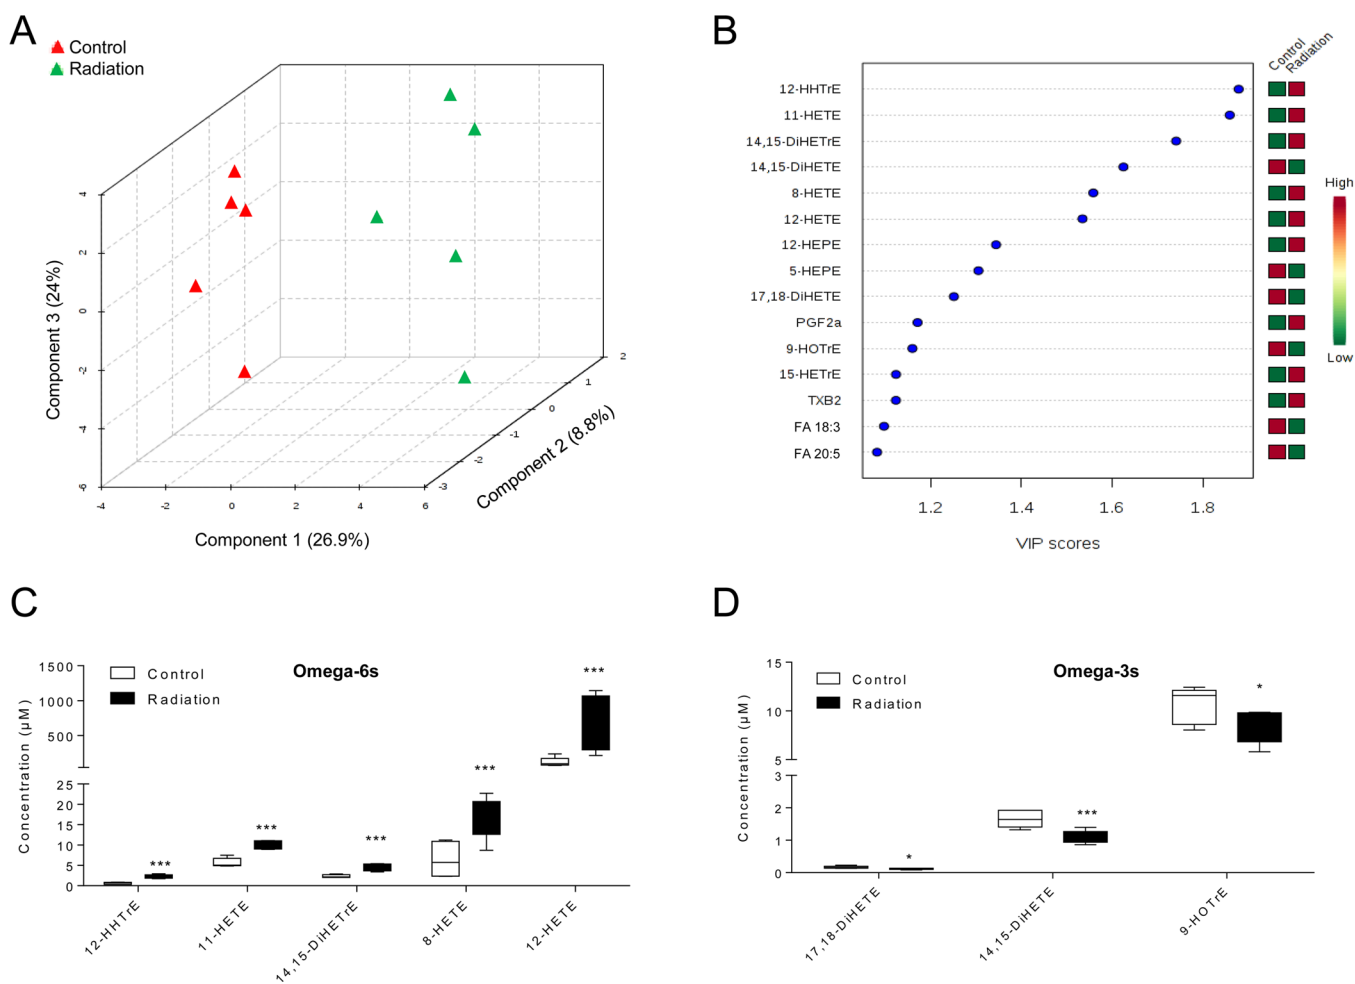 A
Control
Radiation
4
2
0
-2
-4
-6
Component 3 (24%)
-4
-2
0
2
4
6
Component 1 (26.9%)
-3
-2
-1
0
1
2
Component 2 (8.8%)
B
Control
Radiation
12-HHTrE
11-HETE
14,15-DiHETrE
14,15-DiHETE
8-HETE
12-HETE
12-HEPE
5-HEPE
17,18-DiHETE
PGF2a
9-HOTrE
15-HETrE
TXB2
FA 18:3
FA 20:5
1.2
1.4
1.6
1.8
VIP scores
High
Low
C
Omega-6s
Control
Radiation
Concentration (μM)
1500
1000
500
25
20
15
10
5
0
***
***
***
***
***
12-HHTrE
11-HETE
14,15-DiHETrE
8-HETE
12-HETE
D
Omega-3s
Control
Radiation
Concentration (μM)
15
10
5
3
2
1
0
*
***
*
17,18-DiHETE
14,15-DiHETE
9-HOTrE